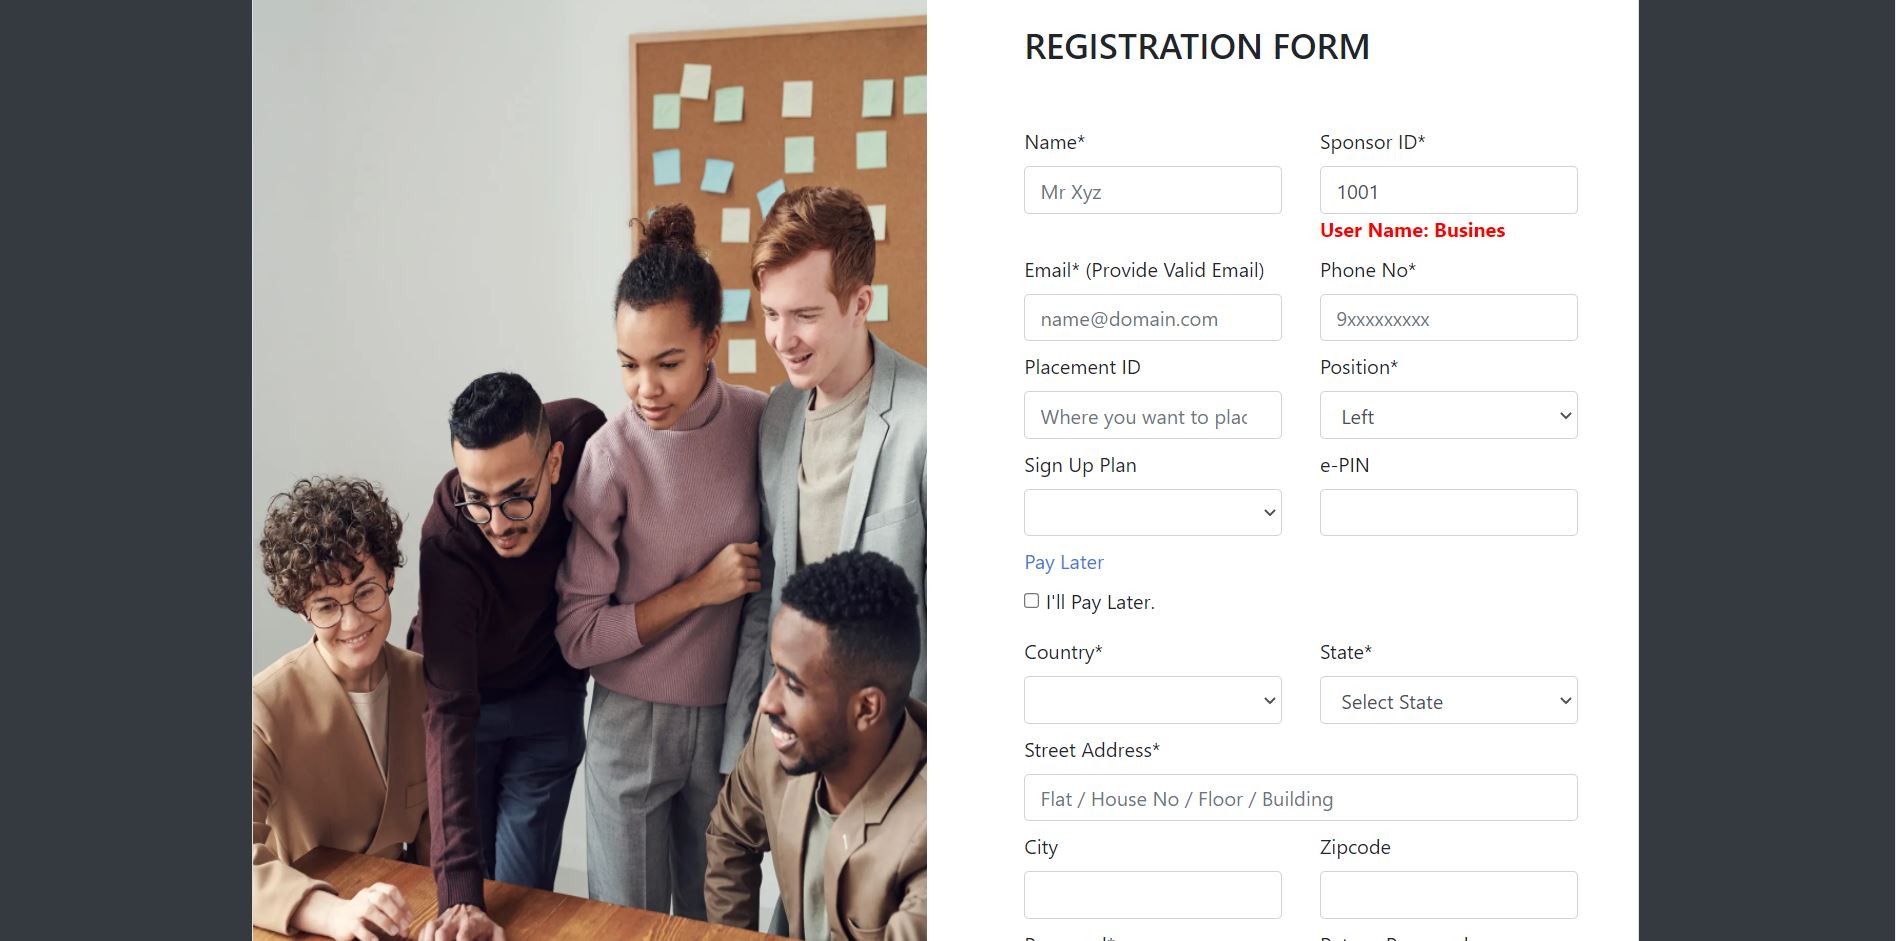 REGISTRATION FORM
Name* Sponsor ID*
Mr Xyz 1001
User Name: Busines
Email* (Provide Valid Email) Phone No*
name@domain.com 9xxxxxxxxx
Placement ID Position*
Where you want to plac Left
Sign Up Plan e-PIN
Pay Later
I'll Pay Later.
Country* State*
Select State
Street Address*
Flat / House No / Floor / Building
City Zipcode